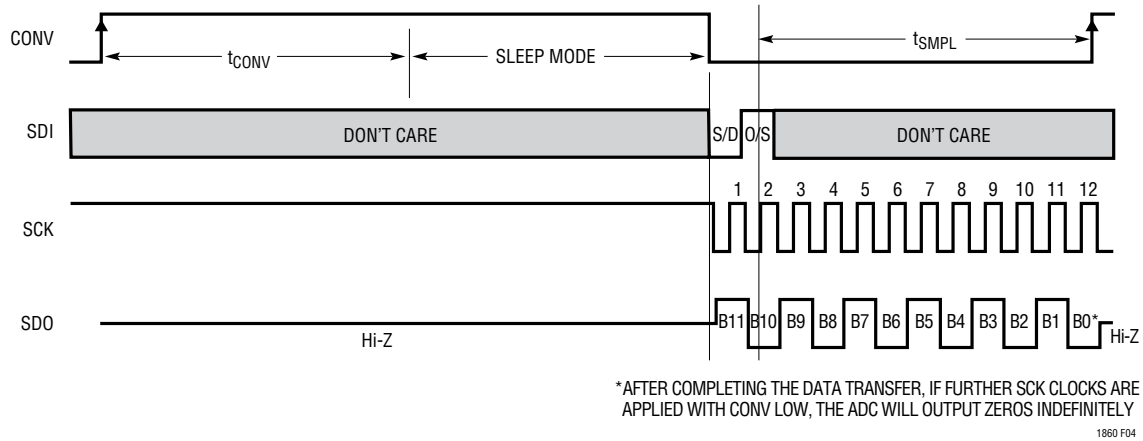 CONV
tCONV
SLEEP MODE
tSMPL
SDI
DON'T CARE
S/D
O/S
DON'T CARE
1 2 3 4 5 6 7 8 9 10 11 12
SCK
SDO
Hi-Z
B11 B10 B9 B8 B7 B6 B5 B4 B3 B2 B1 B0*
Hi-Z
*AFTER COMPLETING THE DATA TRANSFER, IF FURTHER SCK CLOCKS ARE
APPLIED WITH CONV LOW, THE ADC WILL OUTPUT ZEROS INDEFINITELY
1860 F04